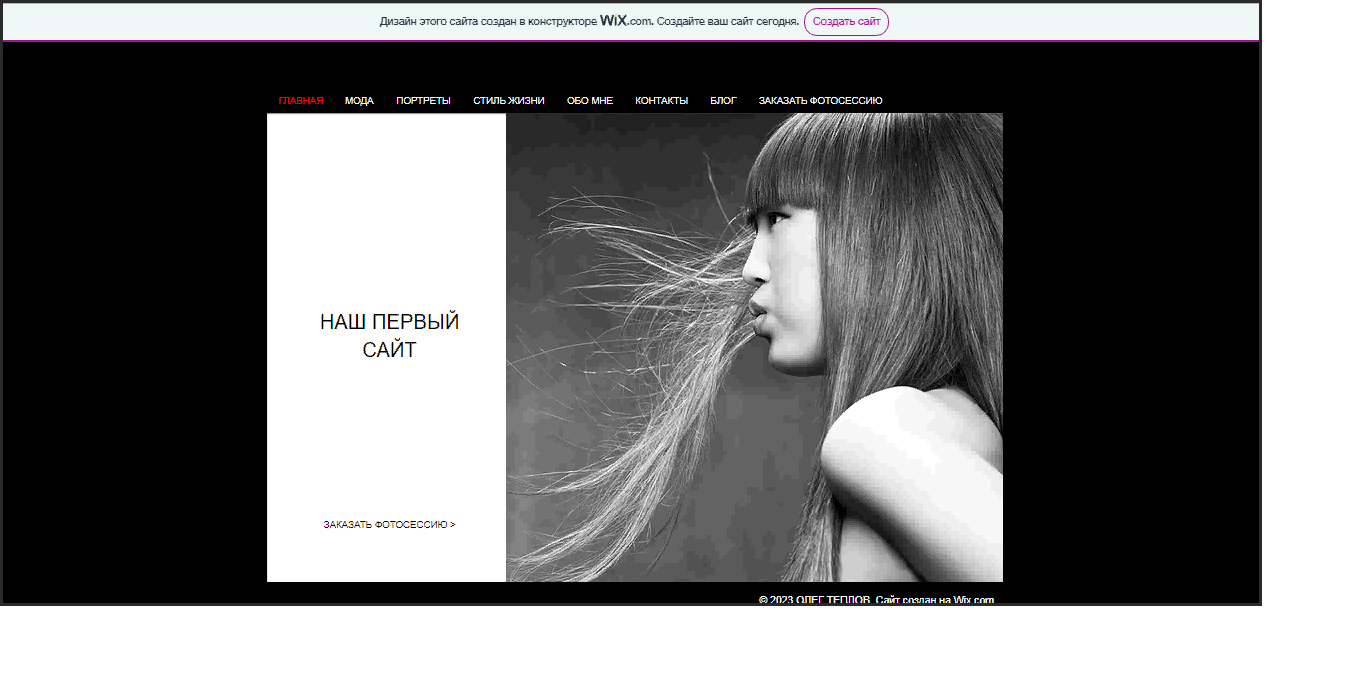 Дизайн этого сайта создан в конструкторе WiX.com. Создайте ваш сайт сегодня. Создать сайт
ГЛАВНАЯ МОДА ПОРТРЕТЫ СТИЛЬ ЖИЗНИ ОБО МНЕ КОНТАКТЫ БЛОГ ЗАКАЗАТЬ ФОТОСЕССИЮ
НАШ ПЕРВЫЙ
САЙТ
ЗАКАЗАТЬ ФОТОСЕССИЮ >
© 2023 ОЛЕГ ТЕПЛОВ. Сайт создан на Wix.com